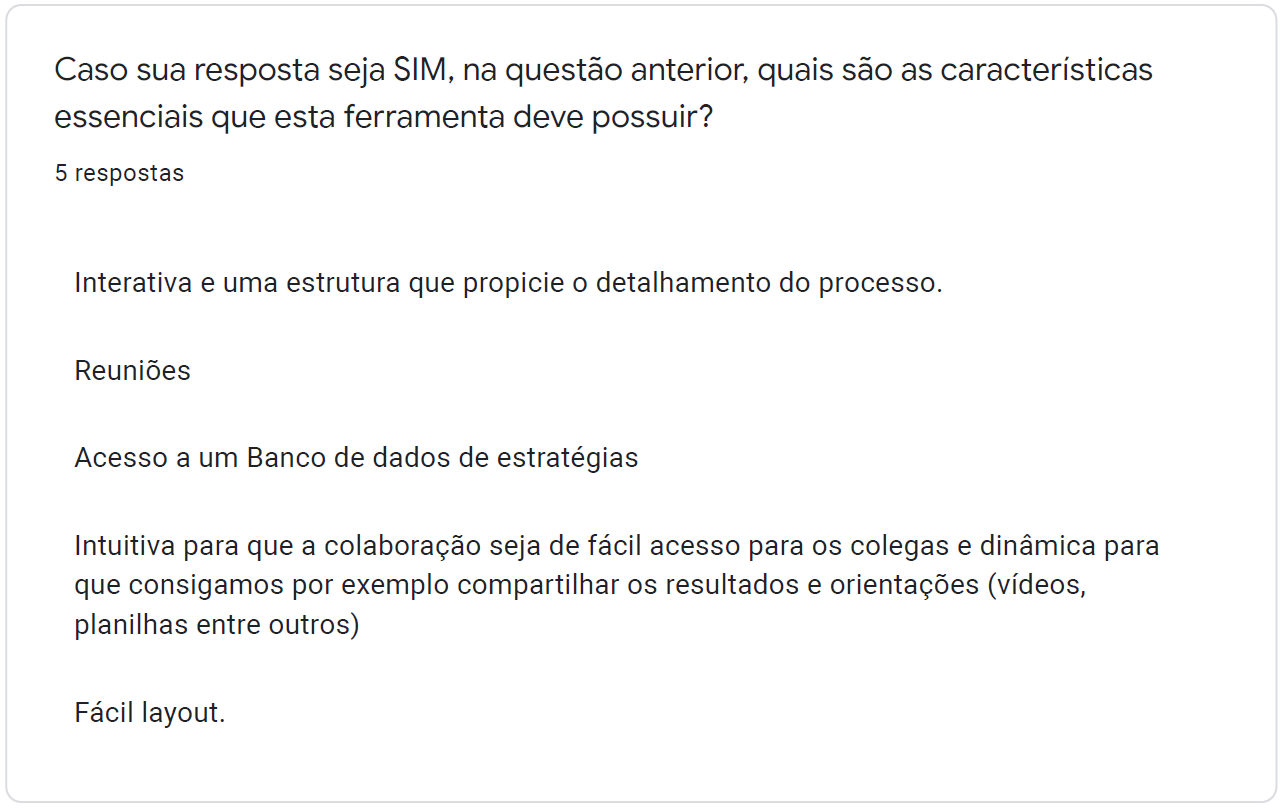 Caso sua resposta seja SIM, na questão anterior, quais são as características
essenciais que esta ferramenta deve possuir?
5 respostas
Interativa e uma estrutura que propicie o detalhamento do processo.
Reuniões
Acesso a um Banco de dados de estratégias
Intuitiva para que a colaboração seja de fácil acesso para os colegas e dinâmica para
que consigamos por exemplo compartilhar os resultados e orientações (vídeos,
planilhas entre outros)
Fácil layout.